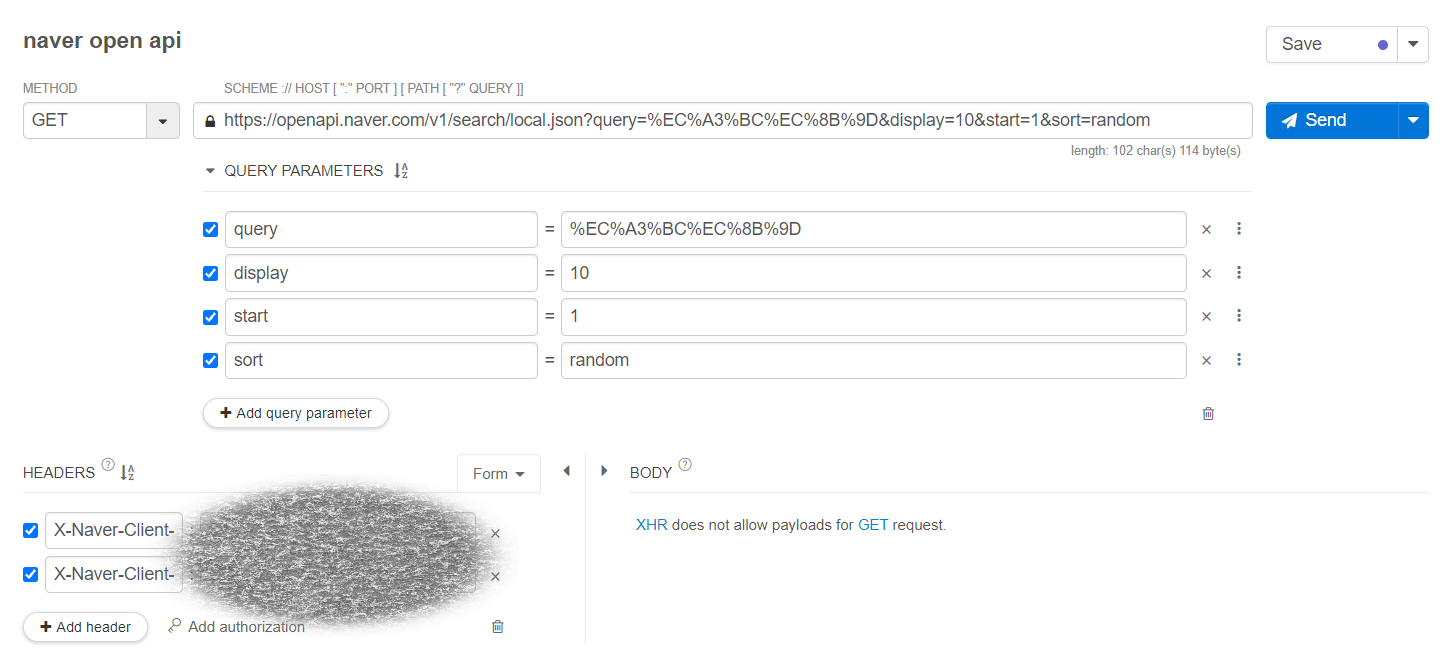 naver open api
Save
METHOD
SCHEME :// HOST [ ":" PORT ] [ PATH [ "?" QUERY ]]
GET
https://openapi.naver.com/v1/search/local.json?query=%EC%A3%BC%EC%8B%9D&display=10&start=1&sort=random
Send
length: 102 char(s) 114 byte(s)
QUERY PARAMETERS
query = %EC%A3%BC%EC%8B%9D
display = 10
start = 1
sort = random
+ Add query parameter
HEADERS ?
Form
BODY ?
X-Naver-Client-
XHR does not allow payloads for GET request.
X-Naver-Client-
+ Add header
Add authorization